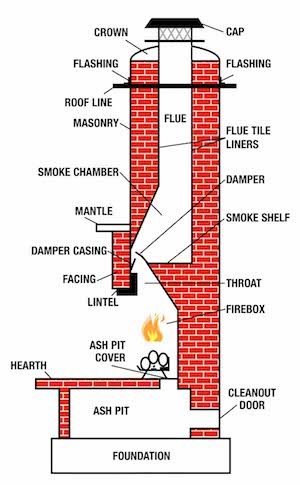 CROWN
CAP
FLASHING
FLASHING
ROOF LINE
MASONRY
FLUE
FLUE TILE
LINERS
SMOKE CHAMBER
DAMPER
MANTLE
SMOKE SHELF
DAMPER CASING
FACING
THROAT
LINTEL
FIREBOX
ASH PIT
COVER
HEARTH
CLEANOUT
DOOR
ASH PIT
FOUNDATION